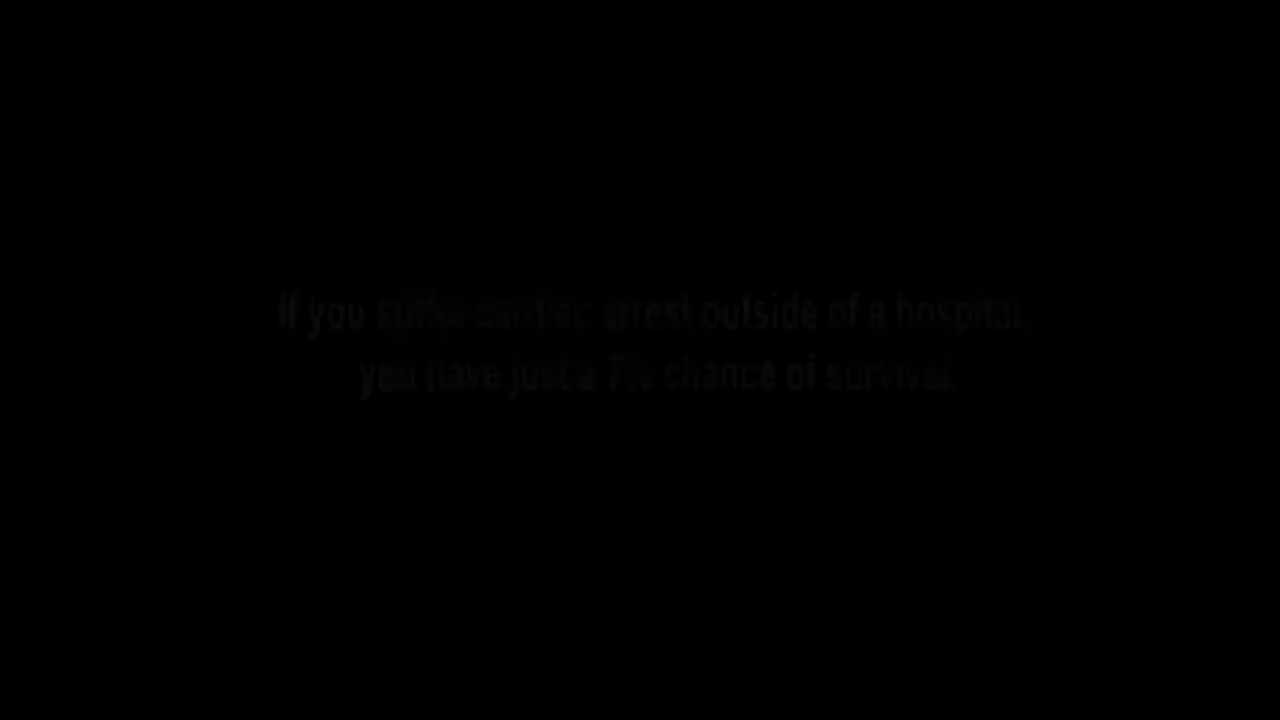 If you suffer cardiac arrest outside of a hospital,
you have just a 7% chance of survival.